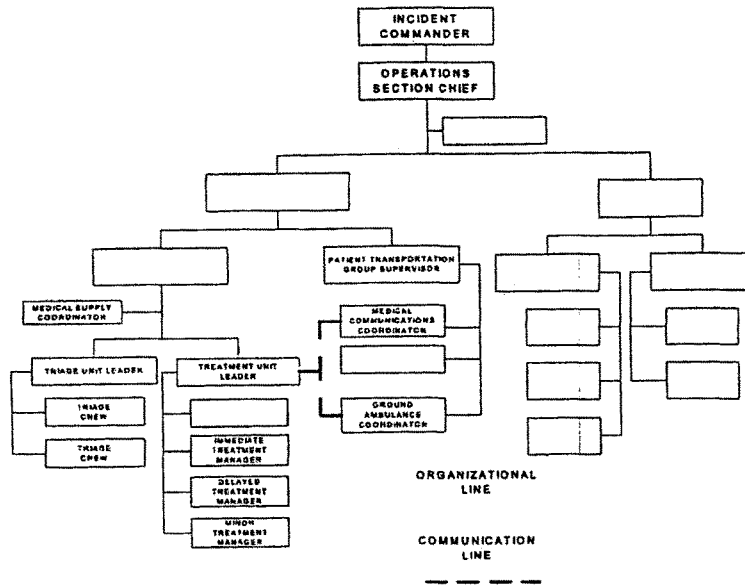 INCIDENT
COMMANDER
OPERATIONS
SECTION CHIEF
PATIENT TRANSPORTATION
GROUP SUPERVISOR
MEDICAL SUPPLY
COORDINATOR
MEDICAL
COMMUNICATIONS
COORDINATOR
TRIAGE UNIT LEADER
TREATMENT UNIT
LEADER
TRIAGE
CREW
GROUND
AMBULANCE
COORDINATOR
IMMEDIATE
TREATMENT
MANAGER
TRIAGE
CREW
DELAYED
TREATMENT
MANAGER
MINOR
TREATMENT
MANAGER
ORGANIZATIONAL
LINE
COMMUNICATION
LINE